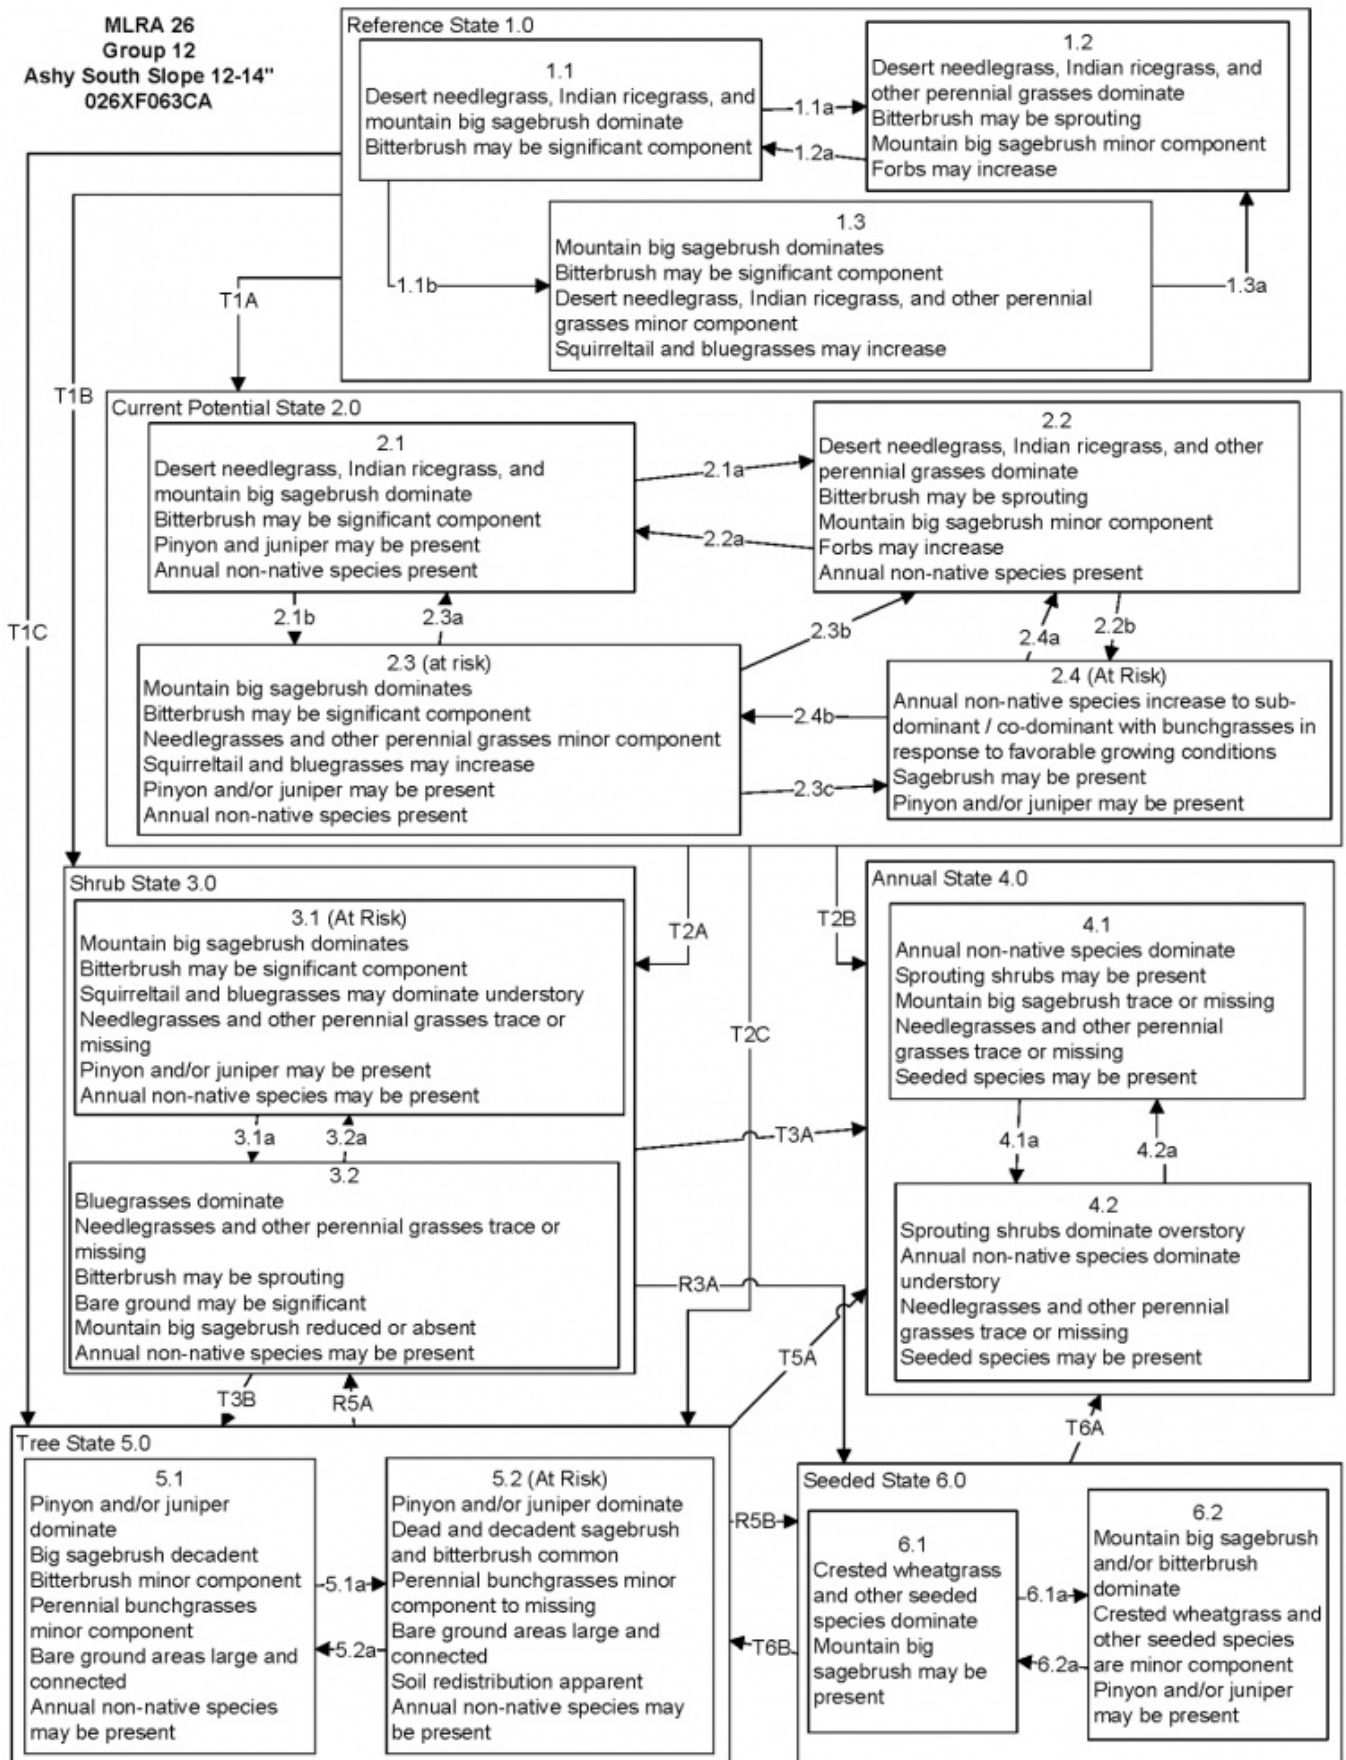 MLRA 26
Group 12
Ashy South Slope 12-14"
026XF063CA
Reference State 1.0
1.1
Desert needlegrass, Indian ricegrass, and
mountain big sagebrush dominate
Bitterbrush may be significant component
1.1a
1.2a
1.2
Desert needlegrass, Indian ricegrass, and
other perennial grasses dominate
Bitterbrush may be sprouting
Mountain big sagebrush minor component
Forbs may increase
1.1b
1.3
Mountain big sagebrush dominates
Bitterbrush may be significant component
Desert needlegrass, Indian ricegrass, and other perennial
grasses minor component
Squirreltail and bluegrasses may increase
1.3a
T1A
T1B
T1C
Current Potential State 2.0
2.1
Desert needlegrass, Indian ricegrass, and
mountain big sagebrush dominate
Bitterbrush may be significant component
Pinyon and juniper may be present
Annual non-native species present
2.1a
2.2a
2.2
Desert needlegrass, Indian ricegrass, and other
perennial grasses dominate
Bitterbrush may be sprouting
Mountain big sagebrush minor component
Forbs may increase
Annual non-native species present
2.1b
2.3a
2.3b
2.4a
2.2b
2.3 (at risk)
Mountain big sagebrush dominates
Bitterbrush may be significant component
Needlegrasses and other perennial grasses minor component
Squirreltail and bluegrasses may increase
Pinyon and/or juniper may be present
Annual non-native species present
2.4b
2.3c
2.4 (At Risk)
Annual non-native species increase to sub-
dominant / co-dominant with bunchgrasses in
response to favorable growing conditions
Sagebrush may be present
Pinyon and/or juniper may be present
T2A
T2B
T2C
Shrub State 3.0
3.1 (At Risk)
Mountain big sagebrush dominates
Bitterbrush may be significant component
Squirreltail and bluegrasses may dominate understory
Needlegrasses and other perennial grasses trace or
missing
Pinyon and/or juniper may be present
Annual non-native species may be present
3.1a
3.2a
3.2
Bluegrasses dominate
Needlegrasses and other perennial grasses trace or
missing
Bitterbrush may be sprouting
Bare ground may be significant
Mountain big sagebrush reduced or absent
Annual non-native species may be present
T3A
R3A
T3B
R5A
Annual State 4.0
4.1
Annual non-native species dominate
Sprouting shrubs may be present
Mountain big sagebrush trace or missing
Needlegrasses and other perennial
grasses trace or missing
Seeded species may be present
4.1a
4.2a
4.2
Sprouting shrubs dominate overstory
Annual non-native species dominate
understory
Needlegrasses and other perennial
grasses trace or missing
Seeded species may be present
T5A
T6A
Tree State 5.0
5.1
Pinyon and/or juniper
dominate
Big sagebrush decadent
Bitterbrush minor component
Perennial bunchgrasses
minor component
Bare ground areas large and
connected
Annual non-native species
may be present
5.1a
5.2a
5.2 (At Risk)
Pinyon and/or juniper dominate
Dead and decadent sagebrush
and bitterbrush common
Perennial bunchgrasses minor
component to missing
Bare ground areas large and
connected
Soil redistribution apparent
Annual non-native species may
be present
R5B
T6B
Seeded State 6.0
6.1
Crested wheatgrass
and other seeded
species dominate
Mountain big
sagebrush may be
present
6.1a
6.2a
6.2
Mountain big sagebrush
and/or bitterbrush
dominate
Crested wheatgrass and
other seeded species
are minor component
Pinyon and/or juniper
may be present